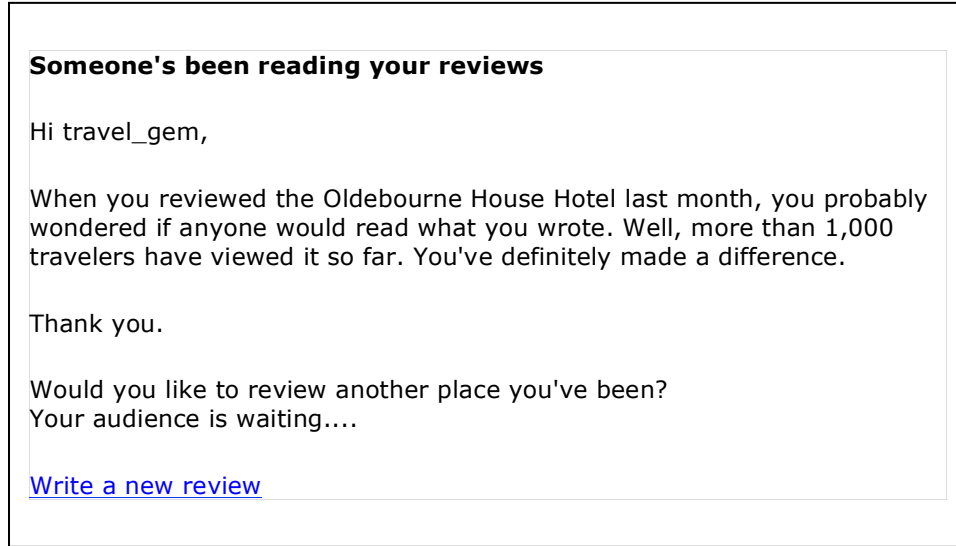 Someone's been reading your reviews
Hi travel_gem,
When you reviewed the Oldebourne House Hotel last month, you probably
wondered if anyone would read what you wrote. Well, more than 1,000
travelers have viewed it so far. You've definitely made a difference.
Thank you.
Would you like to review another place you've been?
Your audience is waiting....
Write a new review